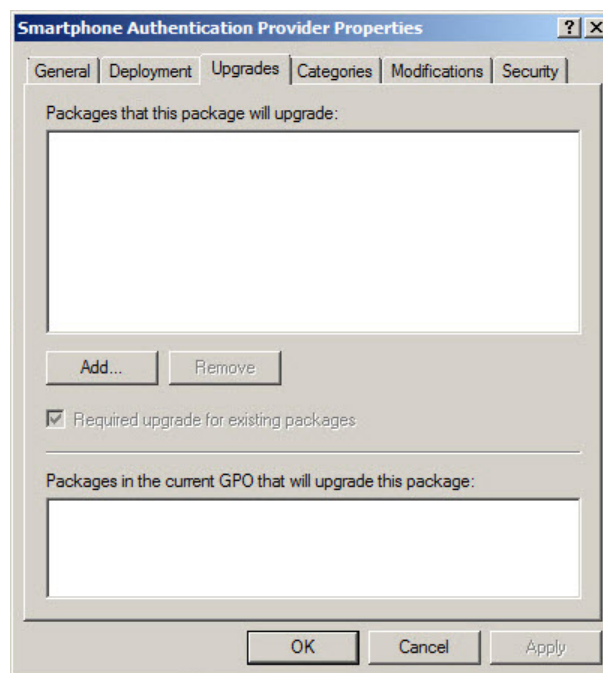 Smartphone Authentication Provider Properties
General Deployment Upgrades Categories Modifications Security
Packages that this package will upgrade:
Add... Remove
Required upgrade for existing packages
Packages in the current GPO that will upgrade this package:
OK Cancel Apply